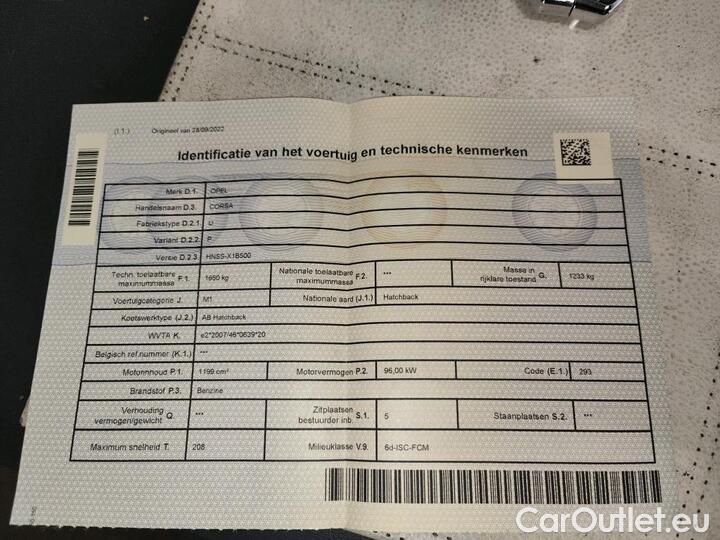 (I.1.) Origineel van 28/09/2022
Identificatie van het voertuig en technische kenmerken
Merk D.1. OPEL
Handelsnaam D.3. CORSA
Fabriekstype D.2.1. U
Variant D.2.2. P
Versie D.2.3. HNSS-X1B500
Techn. toelaatbare maximummassa F.1. 1650 kg Nationale toelaatbare maximummassa F.2. *** Massa in rijklare toestand G. 1233 kg
Voertuigcategorie J. M1 Nationale aard (J.1.) Hatchback
Koetswerktype (J.2.) AB Hatchback
WVTA K. e2*2007/46*0639*20
Belgisch ref.nummer (K.1.) ***
Motorinhoud P.1. 1199 cm³ Motorvermogen P.2. 96,00 kW Code (E.1.) 293
Brandstof P.3. Benzine
Verhouding vermogen/gewicht Q. *** Zitplaatsen bestuurder inb. S.1. 5 Staanplaatsen S.2. ***
Maximum snelheid T. 208 Milieuklasse V.9. 6d-ISC-FCM
CarOutlet.eu